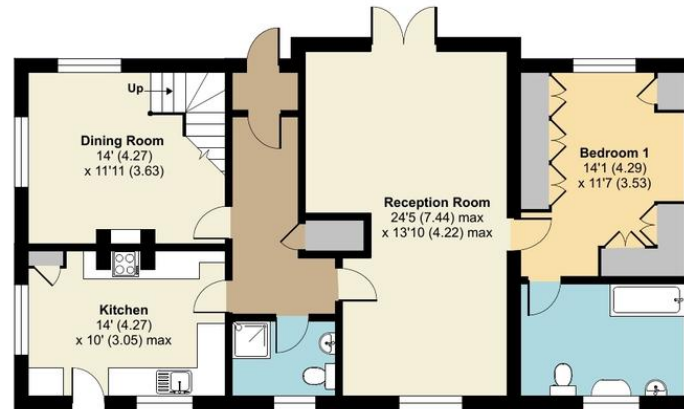 Up
Dining Room
14' (4.27)
x 11'11 (3.63)
Kitchen
14' (4.27)
x 10' (3.05) max
Reception Room
24'5 (7.44) max
x 13'10 (4.22) max
Bedroom 1
14'1 (4.29)
x 11'7 (3.53)